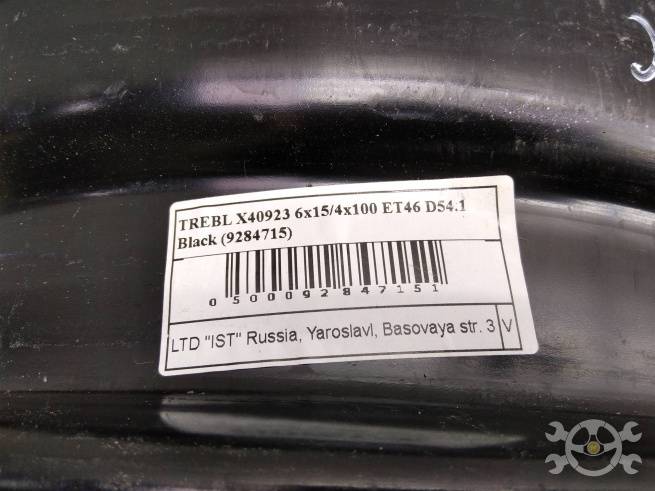 TREBL X40923 6x15/4x100 ET46 D54.1
Black (9284715)
0500092847151
LTD "IST" Russia, Yaroslavl, Basovaya str. 3 V